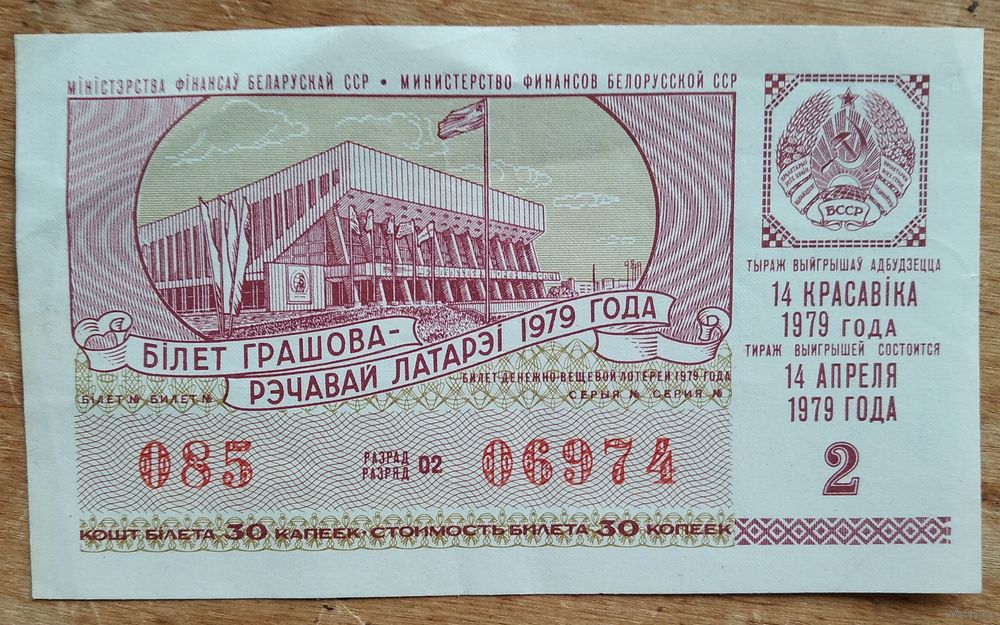 МІНІСТЭРСТВА ФІНАНСАЎ БЕЛАРУСКАЙ ССР • МИНИСТЕРСТВО ФИНАНСОВ БЕЛОРУССКОЙ ССР
БІЛЕТ ГРАШОВА-
РЭЧАВАЙ ЛАТАРЭІ 1979 ГОДА
БИЛЕТ ДЕНЕЖНО-ВЕЩЕВОЙ ЛОТЕРЕИ 1979 ГОДА
БІЛЕТ № БИЛЕТ №
СЕРЫЯ № СЕРИЯ №
085
РАЗРАД
РАЗРЯД 02
06974
КОШТ БІЛЕТА 30 КАПЕЕК • СТОИМОСТЬ БИЛЕТА 30 КОПЕЕК
БССР
ТЫРАЖ ВЫЙГРЫШАЎ АДБУДЗЕЦЦА
14 КРАСАВІКА
1979 ГОДА
ТИРАЖ ВЫИГРЫШЕЙ СОСТОИТСЯ
14 АПРЕЛЯ
1979 ГОДА
2